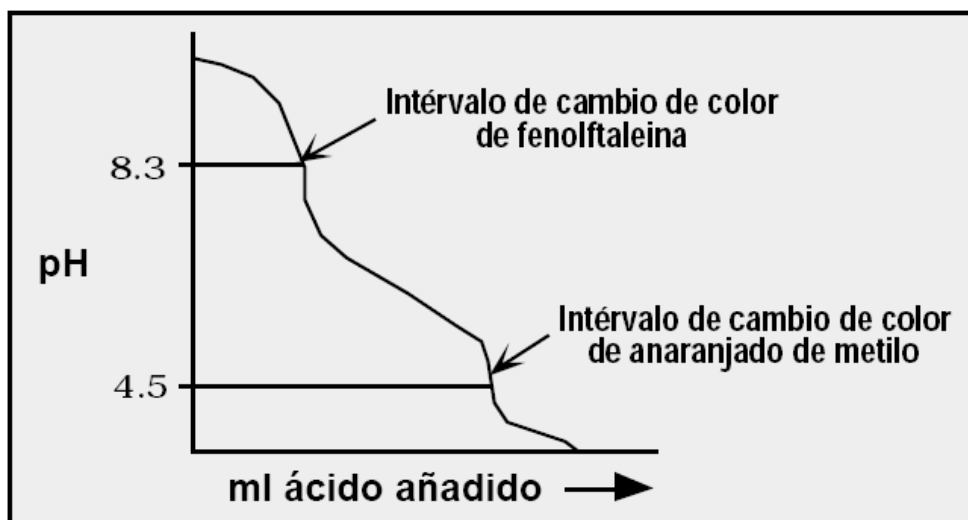 Intérvalo de cambio de color
de fenolftaleina
8.3
pH
Intérvalo de cambio de color
de anaranjado de metilo
4.5
ml ácido añadido